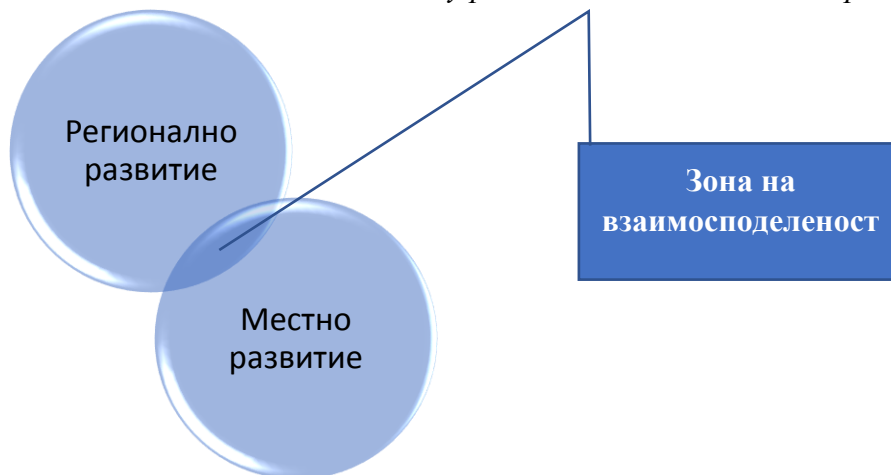 Регионално
развитие
Зона на
взаимосподеленост
Местно
развитие